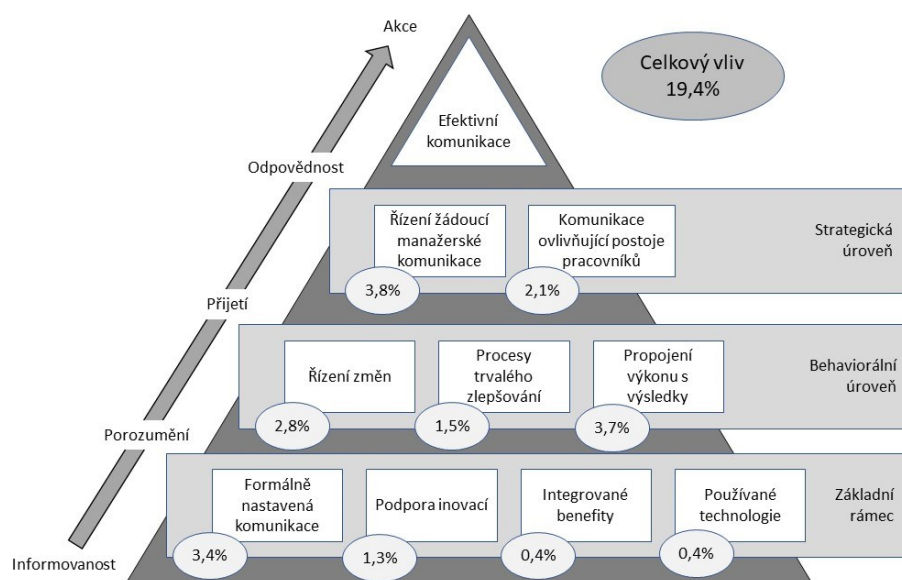 Akce
Celkový vliv
19,4%
Efektivní
komunikace
Odpovědnost
Řízení žádoucí
manažerské
komunikace
Komunikace
ovlivňující postoje
pracovníků
Strategická
úroveň
3,8%
2,1%
Přijetí
Řízení změn
Procesy
trvalého
zlepšování
Propojení
výkonu s
výsledky
Behaviorální
úroveň
2,8%
1,5%
3,7%
Porozumění
Formálně
nastavená
komunikace
Podpora inovací
Integrované
benefity
Používané
technologie
Základní
rámec
3,4%
1,3%
0,4%
0,4%
Informovanost